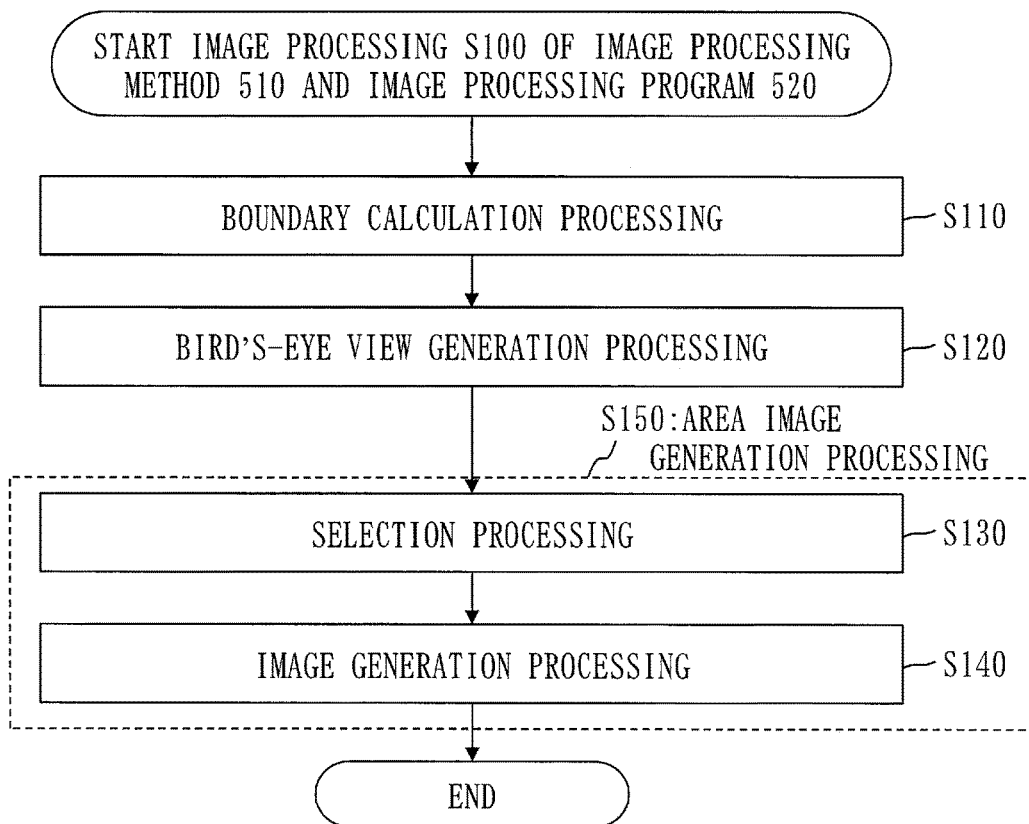 START IMAGE PROCESSING S100 OF IMAGE PROCESSING
METHOD 510 AND IMAGE PROCESSING PROGRAM 520
BOUNDARY CALCULATION PROCESSING
S110
BIRD'S-EYE VIEW GENERATION PROCESSING
S120
S150:AREA IMAGE
GENERATION PROCESSING
SELECTION PROCESSING
S130
IMAGE GENERATION PROCESSING
S140
END